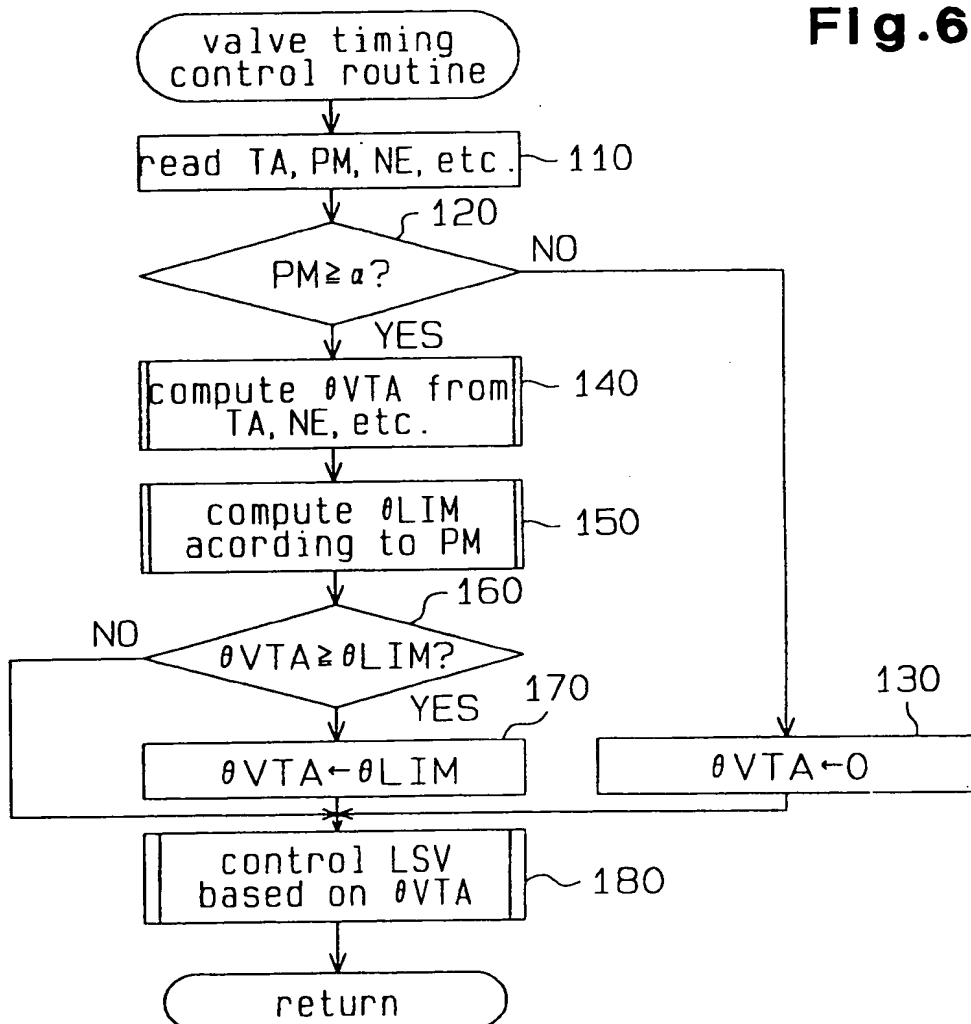 FIg.6
valve timing
control routine
read TA, PM, NE, etc.
110
120
PM≧α?
NO
YES
compute θVTA from
TA, NE, etc.
140
compute θLIM
acording to PM
150
160
NO
θVTA≧θLIM?
YES
170
130
θVTA←θLIM
θVTA←0
control LSV
based on θVTA
180
return